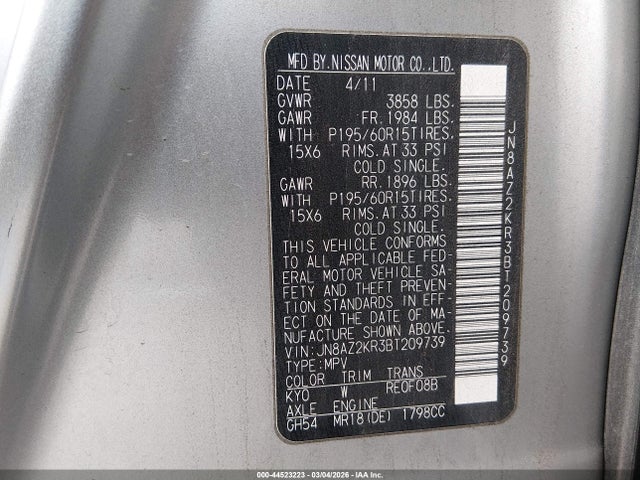 MFD BY. NISSAN MOTOR CO., LTD.
DATE 4/11
GVWR 3858 LBS.
GAWR FR. 1984 LBS.
WITH P195/60R15TIRES.
15X6 RIMS. AT 33 PSI
COLD SINGLE.
GAWR RR. 1896 LBS.
WITH P195/60R15TIRES.
15X6 RIMS. AT 33 PSI
COLD SINGLE.
THIS VEHICLE CONFORMS
TO ALL APPLICABLE FED-
ERAL MOTOR VEHICLE SA-
FETY AND THEFT PREVEN-
TION STANDARDS IN EFF-
ECT ON THE DATE OF MA-
NUFACTURE SHOWN ABOVE.
VIN: JN8AZ2KR3BT209739
TYPE: MPV
COLOR TRIM TRANS
KY0 W RE0F08B
AXLE ENGINE
GH54 MR18(DE) 1798CC
JN8AZ2KR3BT209739
000-44523223 - 03/04/2026 - IAAI.COM